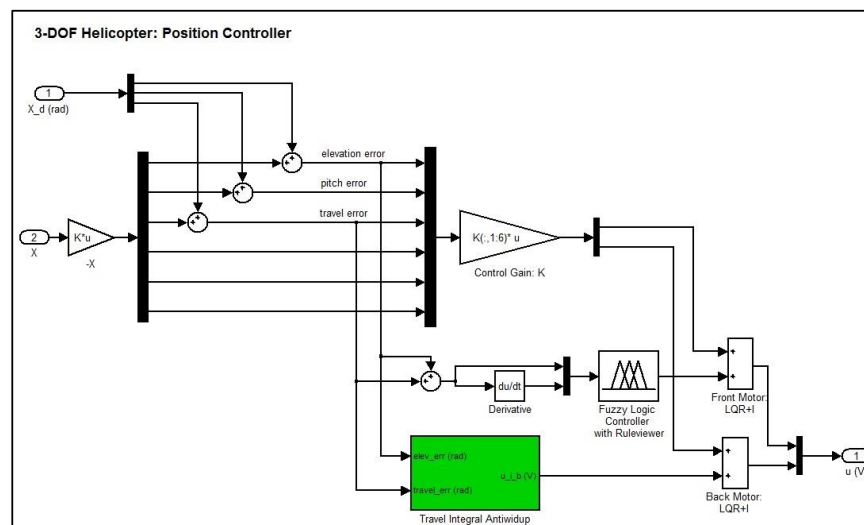 3-DOF Helicopter: Position Controller
1
X_d (rad)
elevation error
pitch error
travel error
2
X
K*u
-X
K(:,1:6)* u
Control Gain: K
du/dt
Derivative
Fuzzy Logic
Controller
with Ruleviewer
Front Motor:
LQR+I
elev_err (rad)
travel_err (rad)
u_i_b (V)
Travel Integral Antiwidup
Back Motor:
LQR+I
1
u (V